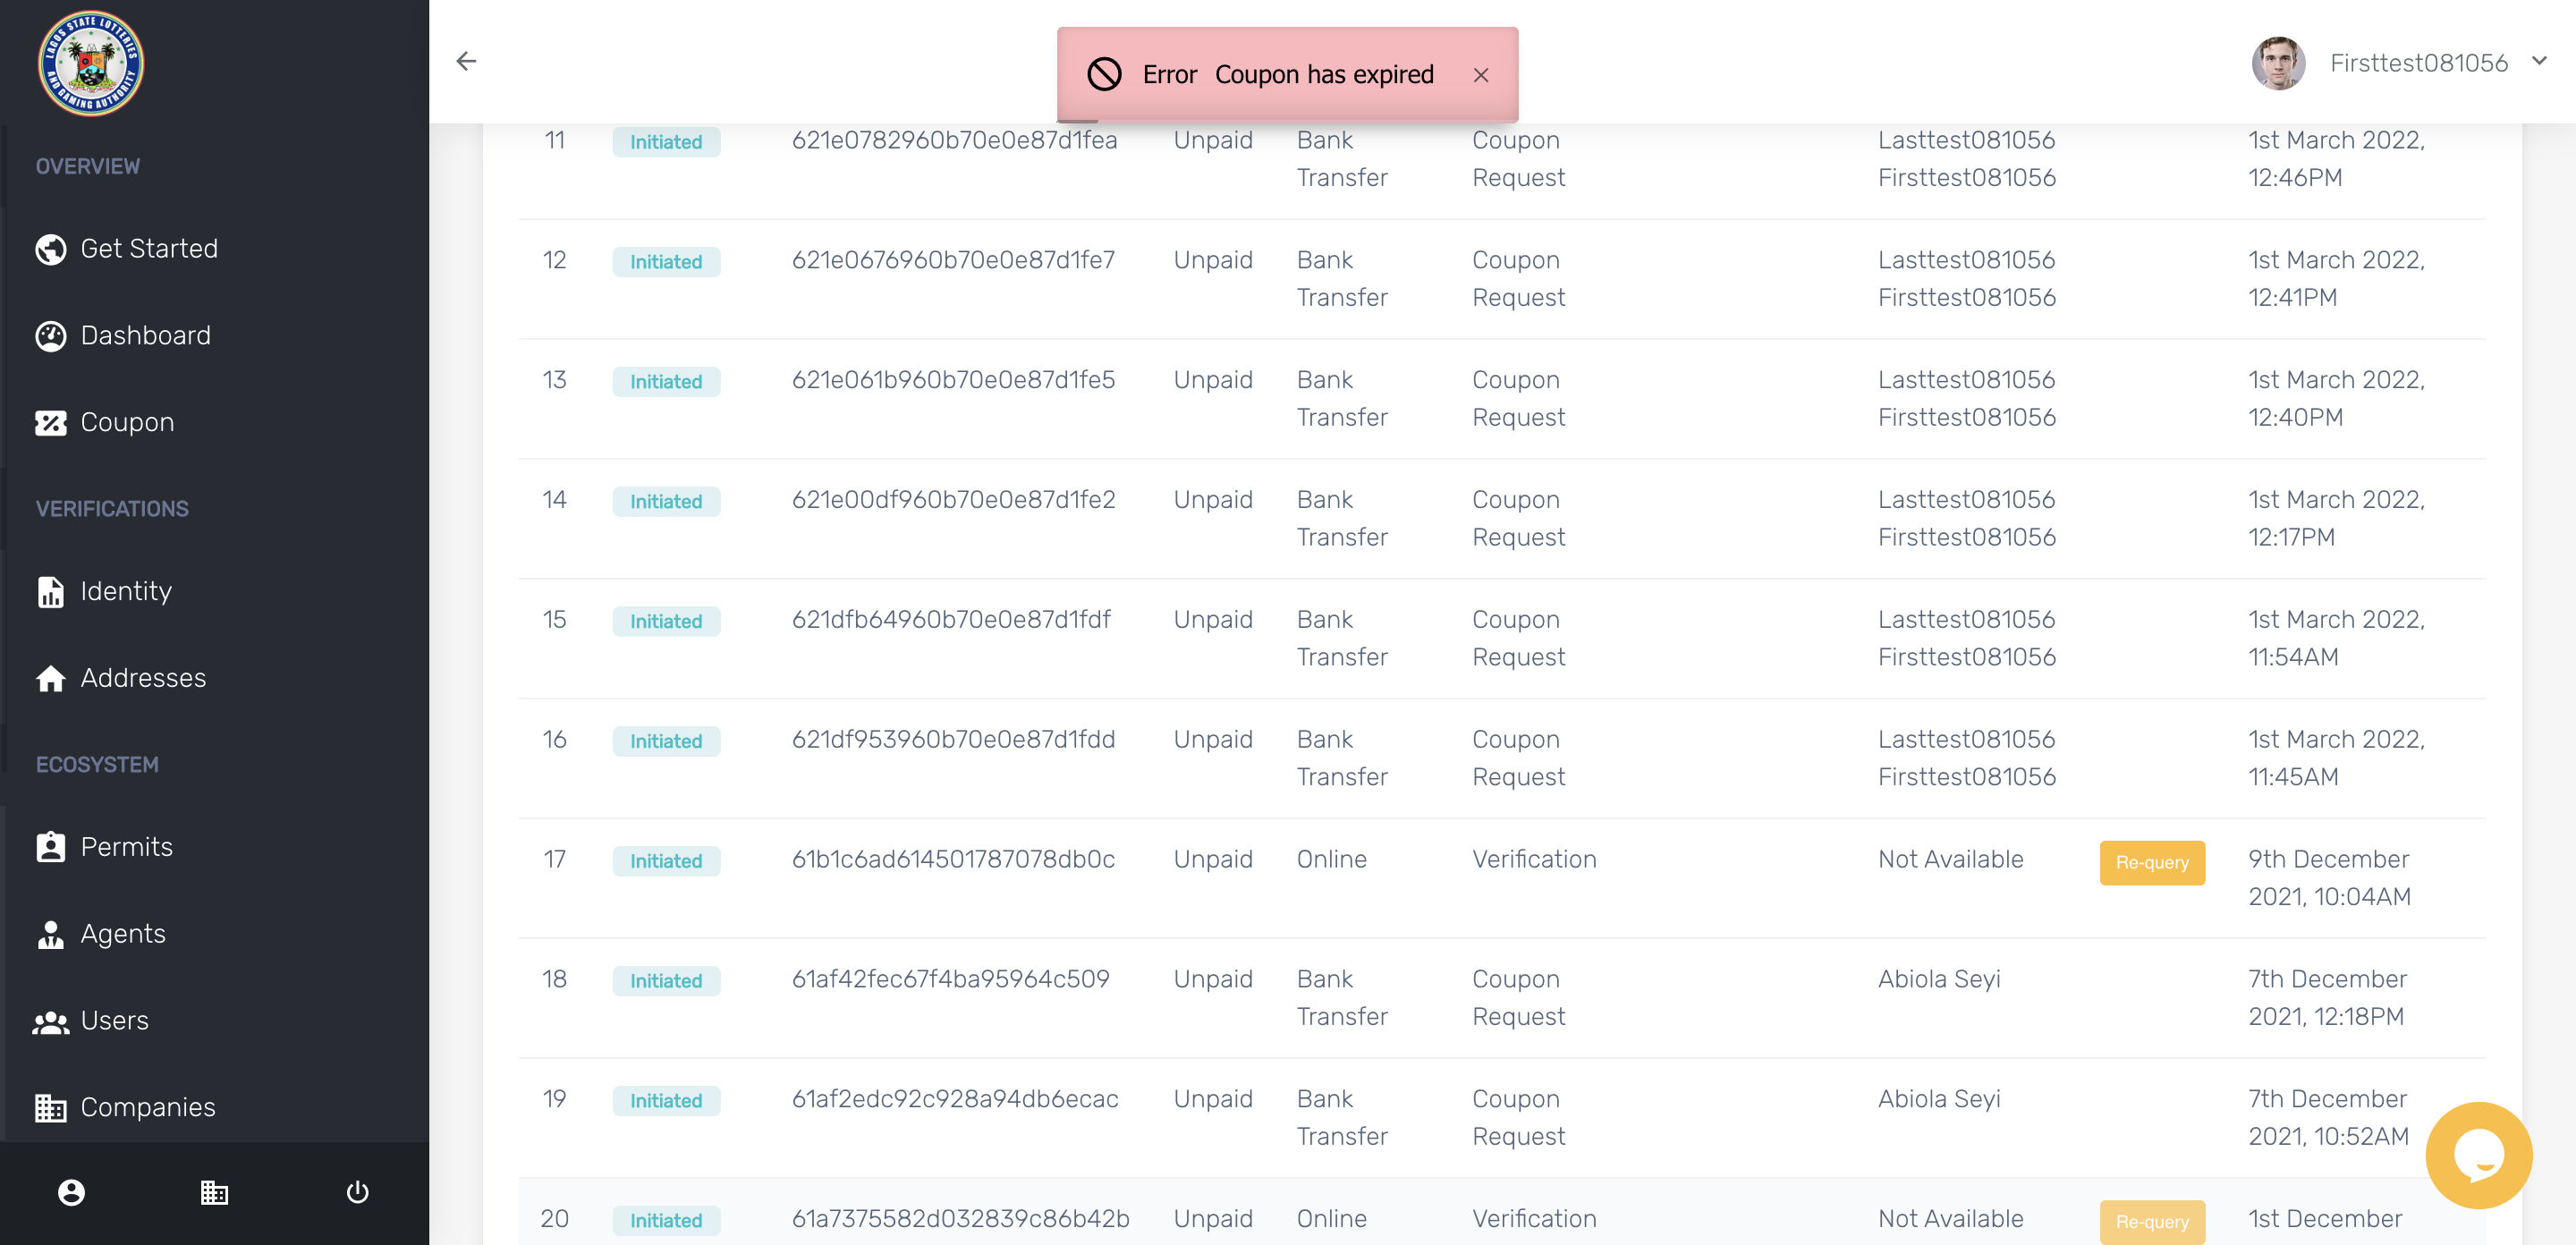 LAGOS STATE LOTTERIES
AND GAMING AUTHORITY
Error Coupon has expired
Firsttest081056
OVERVIEW
Get Started
Dashboard
Coupon
VERIFICATIONS
Identity
Addresses
ECOSYSTEM
Permits
Agents
Users
Companies
11 Initiated 621e0782960b70e0e87d1fea Unpaid Bank Coupon Lasttest081056 1st March 2022,
Transfer Request Firsttest081056 12:46PM
12 Initiated 621e0676960b70e0e87d1fe7 Unpaid Bank Coupon Lasttest081056 1st March 2022,
Transfer Request Firsttest081056 12:41PM
13 Initiated 621e061b960b70e0e87d1fe5 Unpaid Bank Coupon Lasttest081056 1st March 2022,
Transfer Request Firsttest081056 12:40PM
14 Initiated 621e00df960b70e0e87d1fe2 Unpaid Bank Coupon Lasttest081056 1st March 2022,
Transfer Request Firsttest081056 12:17PM
15 Initiated 621dfb64960b70e0e87d1fdf Unpaid Bank Coupon Lasttest081056 1st March 2022,
Transfer Request Firsttest081056 11:54AM
16 Initiated 621df953960b70e0e87d1fdd Unpaid Bank Coupon Lasttest081056 1st March 2022,
Transfer Request Firsttest081056 11:45AM
17 Initiated 61b1c6ad614501787078db0c Unpaid Online Verification Not Available Re-query 9th December
2021, 10:04AM
18 Initiated 61af42fec67f4ba95964c509 Unpaid Bank Coupon Abiola Seyi 7th December
Transfer Request 2021, 12:18PM
19 Initiated 61af2edc92c928a94db6ecac Unpaid Bank Coupon Abiola Seyi 7th December
Transfer Request 2021, 10:52AM
20 Initiated 61a7375582d032839c86b42b Unpaid Online Verification Not Available Re-query 1st December